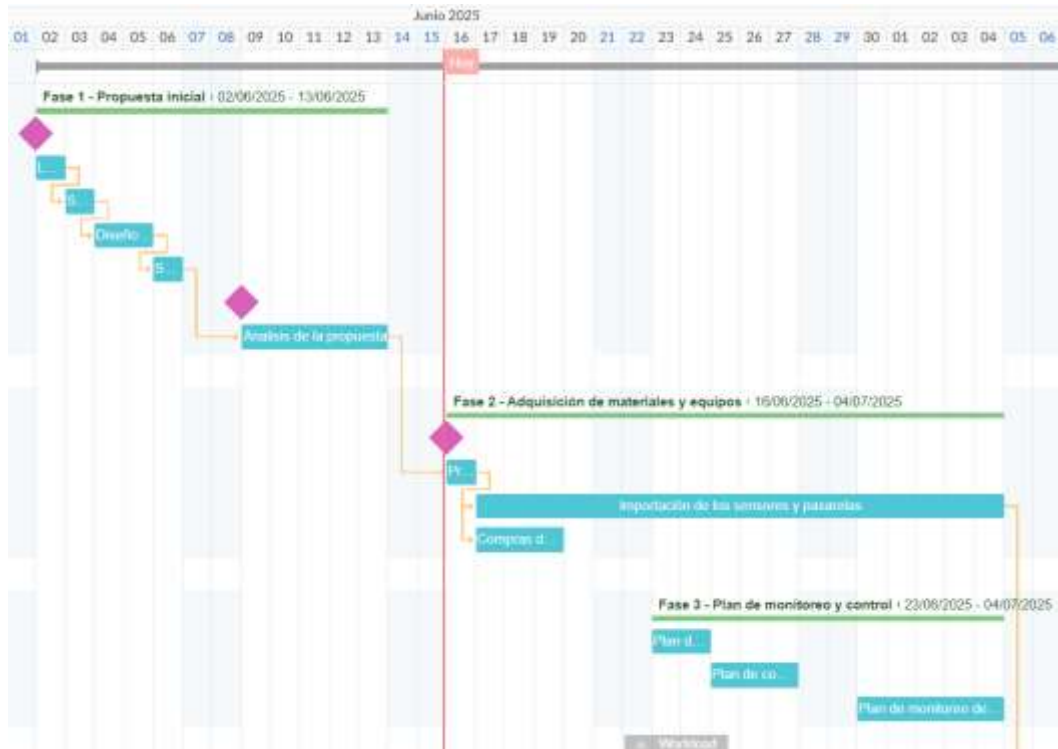 Junio 2025
01 02 03 04 05 06 07 08 09 10 11 12 13 14 15 16 17 18 19 20 21 22 23 24 25 26 27 28 29 30 01 02 03 04 05 06
Hoy
Fase 1 - Propuesta inicial | 02/06/2025 - 13/06/2025
L...
S...
Diseño ...
S...
Analisis de la propuesta
Fase 2 - Adquisición de materiales y equipos | 16/06/2025 - 04/07/2025
Pr...
Importación de los sensores y pasarelas
Compras d...
Fase 3 - Plan de monitoreo y control | 23/06/2025 - 04/07/2025
Plan d...
Plan de co...
Plan de monitoreo de...
Workload